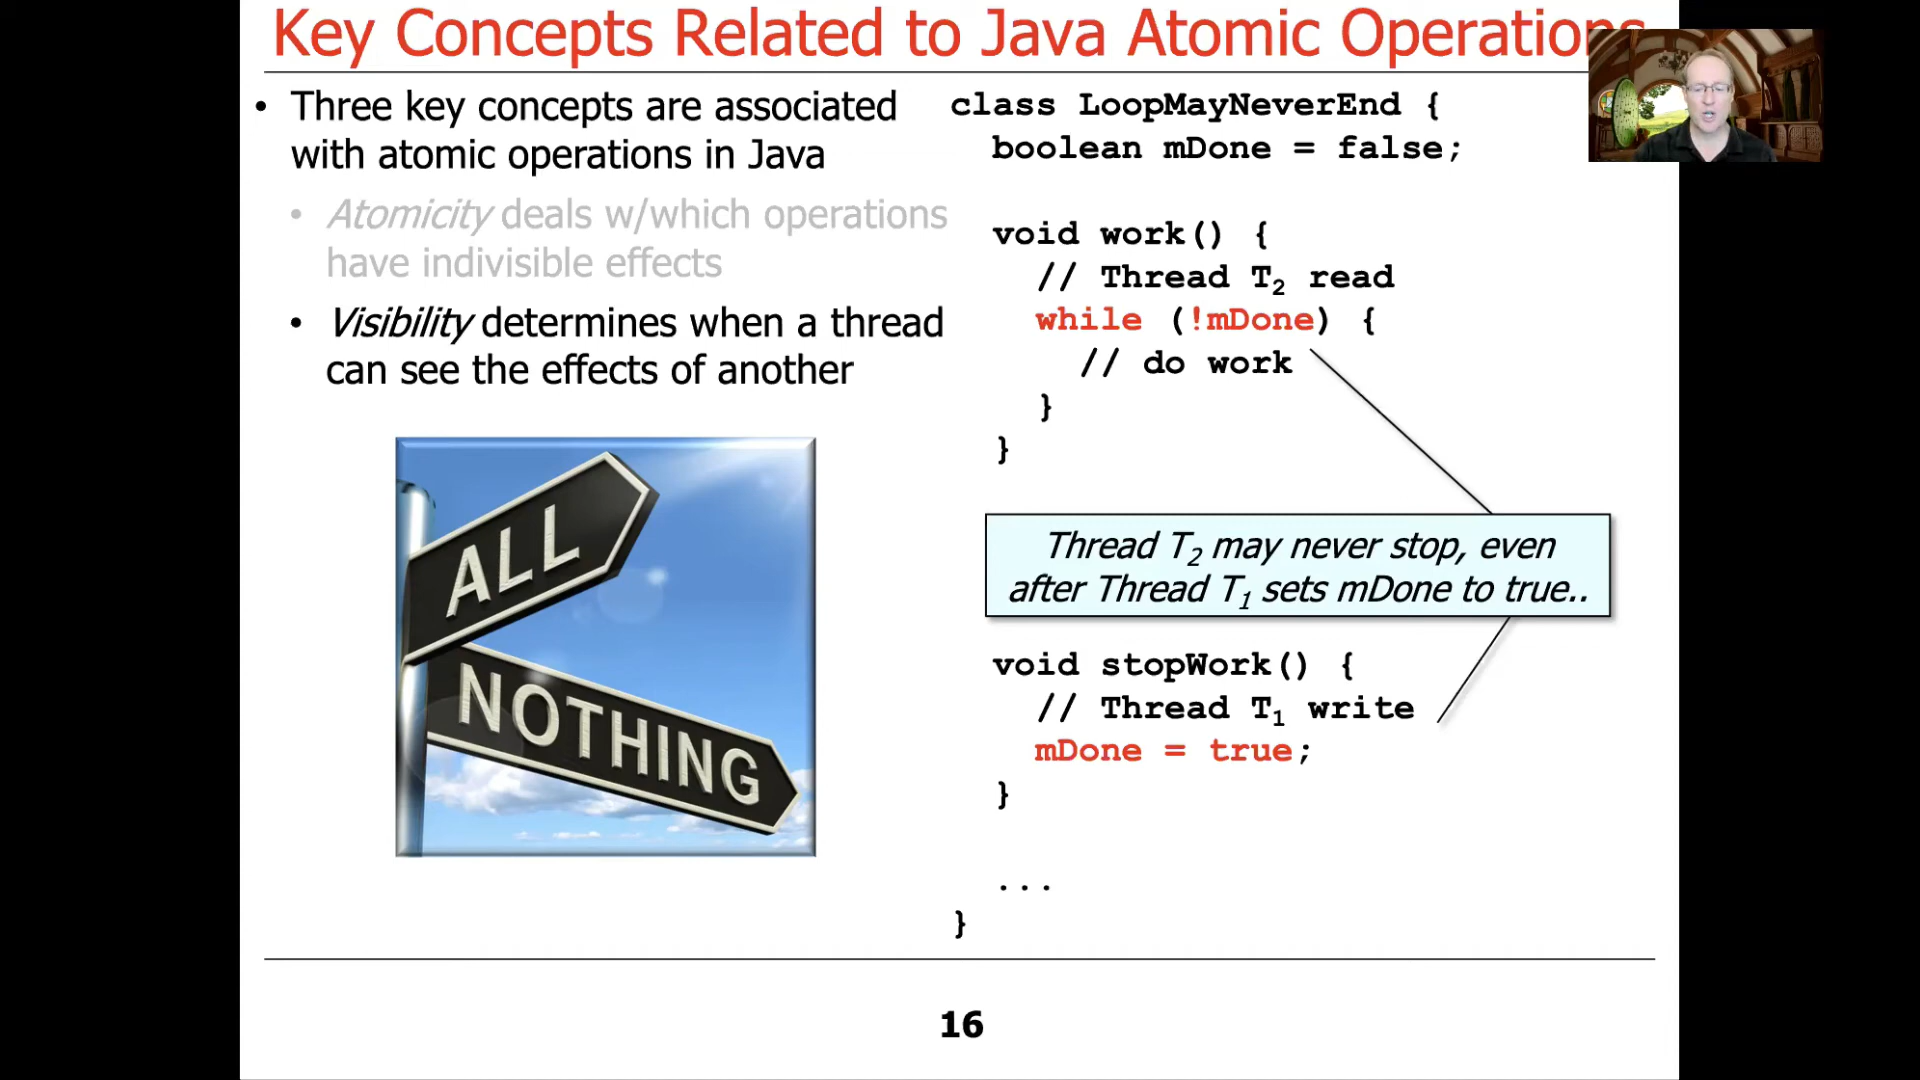 Key Concepts Related to Java Atomic Operations
• Three key concepts are associated
with atomic operations in Java
• Atomicity deals w/which operations
have indivisible effects
• Visibility determines when a thread
can see the effects of another
ALL
NOTHING
class LoopMayNeverEnd {
boolean mDone = false;
void work() {
// Thread T2 read
while (!mDone) {
// do work
}
}
Thread T2 may never stop, even
after Thread T1 sets mDone to true..
void stopWork() {
// Thread T1 write
mDone = true;
}
...
}
16